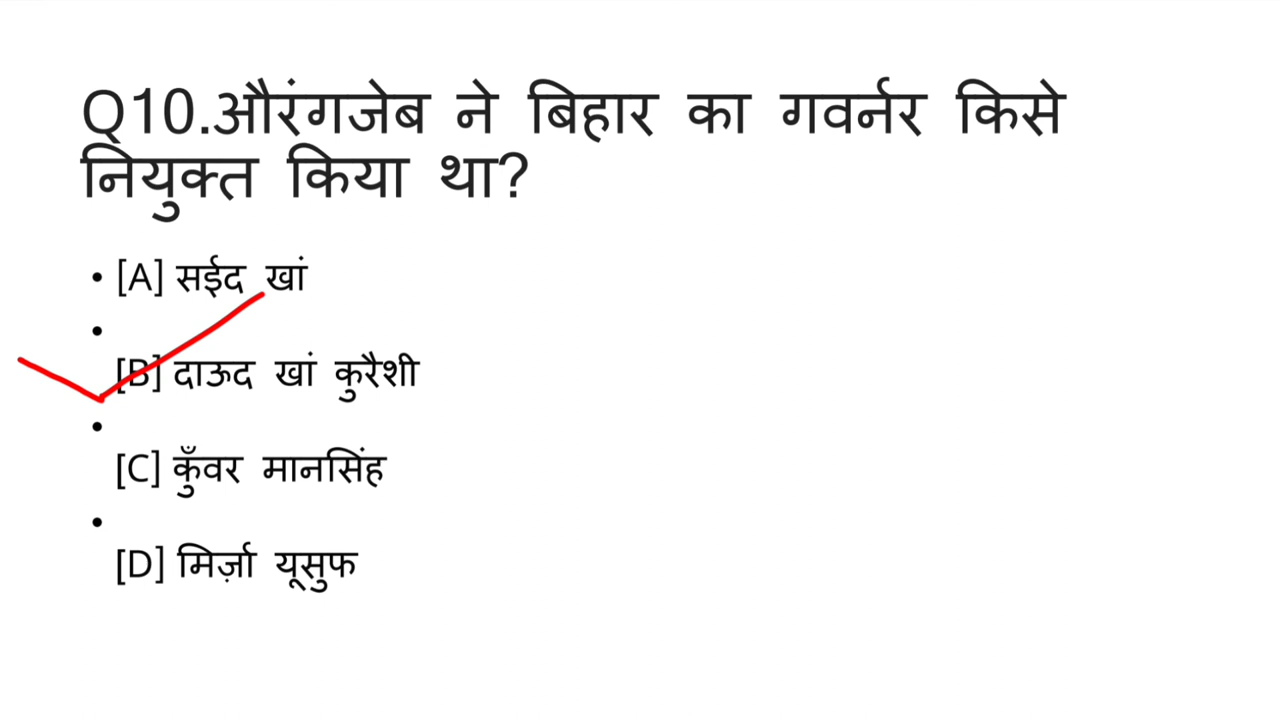 Q10.औरंगजेब ने बिहार का गवर्नर किसे
नियुक्त किया था?
• [A] सईद खां
•
[B] दाऊद खां कुरैशी
•
[C] कुँवर मानसिंह
•
[D] मिर्ज़ा यूसुफ